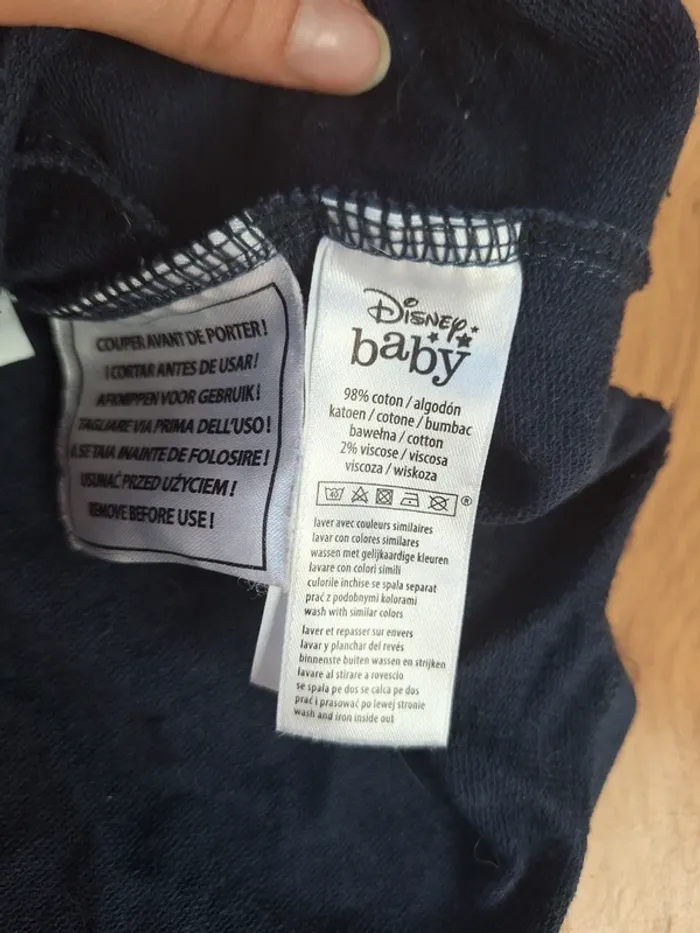 COUPER AVANT DE PORTER !
¡ CORTAR ANTES DE USAR !
AFKNIPPEN VOOR GEBRUIK !
TAGLIARE VIA PRIMA DELL'USO !
A SE TAIA INAINTE DE FOLOSIRE !
USUNAĆ PRZED UŻYCIEM !
REMOVE BEFORE USE !
Disney
baby
98% coton / algodón
katoen / cotone / bumbac
bawełna / cotton
2% viscose / viscosa
viscoza / wiskoza
40
®
laver avec couleurs similaires
lavar con colores similares
wassen met gelijkaardige kleuren
lavare con colori simili
culorile inchise se spala separat
prać z podobnymi kolorami
wash with similar colors
laver et repasser sur envers
lavar y planchar del revés
binnenste buiten wassen en strijken
lavare al stirare a rovescio
se spala pe dos se calca pe dos
prać i prasować po lewej stronie
wash and iron inside out